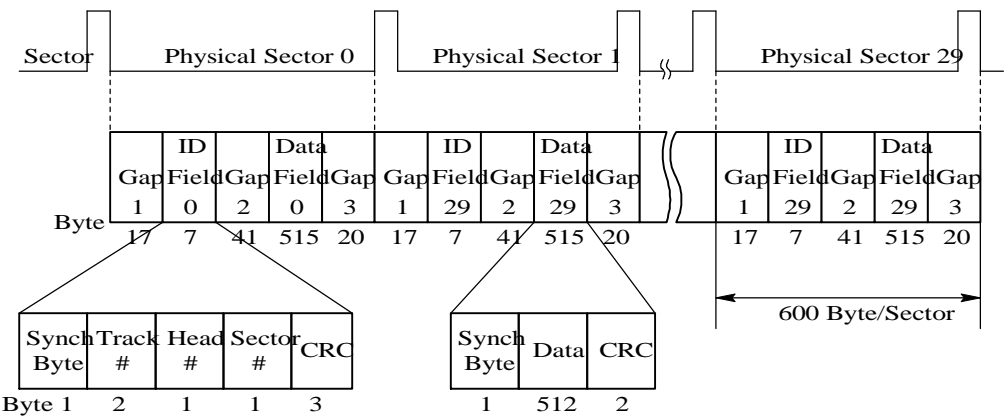 Sector Physical Sector 0 Physical Sector 1 Physical Sector 29
ID Data ID Data ID Data
Gap Field Gap Field Gap Gap Field Gap Field Gap Gap Field Gap Field Gap
1 0 2 0 3 1 29 2 29 3 1 29 2 29 3
Byte
17 7 41 515 20 17 7 41 515 20 17 7 41 515 20
600 Byte/Sector
Synch Track Head Sector CRC Synch Data CRC
Byte # # # Byte
Byte 1 2 1 1 3 1 512 2